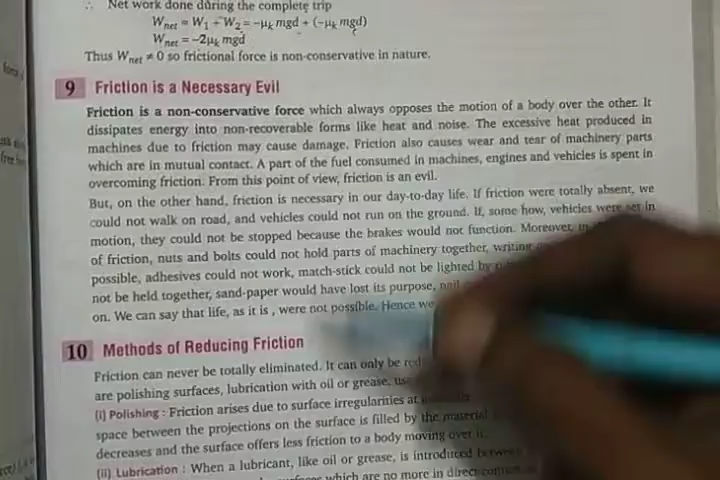 ∴ Net work done during the complete trip
W_net = W₁ + W₂ = −μₖ mgd + (−μₖ mgd)
W_net = −2μₖ mgd
Thus W_net ≠ 0 so frictional force is non-conservative in nature.
9 Friction is a Necessary Evil
Friction is a non-conservative force which always opposes the motion of a body over the other. It
dissipates energy into non-recoverable forms like heat and noise. The excessive heat produced in
machines due to friction may cause damage. Friction also causes wear and tear of machinery parts
which are in mutual contact. A part of the fuel consumed in machines, engines and vehicles is spent in
overcoming friction. From this point of view, friction is an evil.
But, on the other hand, friction is necessary in our day-to-day life. If friction were totally absent, we
could not walk on road, and vehicles could not run on the ground. If, some how, vehicles were set in
motion, they could not be stopped because the brakes would not function. Moreover, in
of friction, nuts and bolts could not hold parts of machinery together, writing
possible, adhesives could not work, match-stick could not be lighted by
not be held together, sand-paper would have lost its purpose, nail
on. We can say that life, as it is , were not possible. Hence we
10 Methods of Reducing Friction
Friction can never be totally eliminated. It can only be
are polishing surfaces, lubrication with oil or grease,
(i) Polishing : Friction arises due to surface irregularities at
space between the projections on the surface is filled by the material
decreases and the surface offers less friction to a body moving over it.
(ii) Lubrication : When a lubricant, like oil or grease, is introduced between
which are no more in direct contact